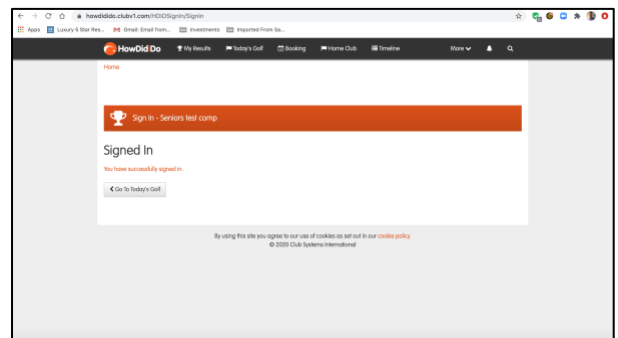 howdidido.clubv1.com/HDIDSignin/Signin
Apps Luxury 5 Star Res... Gmail: Email from... Investments Imported From Sa...
HowDidiDo My Results Today's Golf Booking Home Club Timeline More
Home
Sign In - Seniors test comp
Signed In
You have successfully signed in.
Go To Today's Golf
By using this site you agree to our use of cookies as set out in our cookie policy.
© 2020 Club Systems International